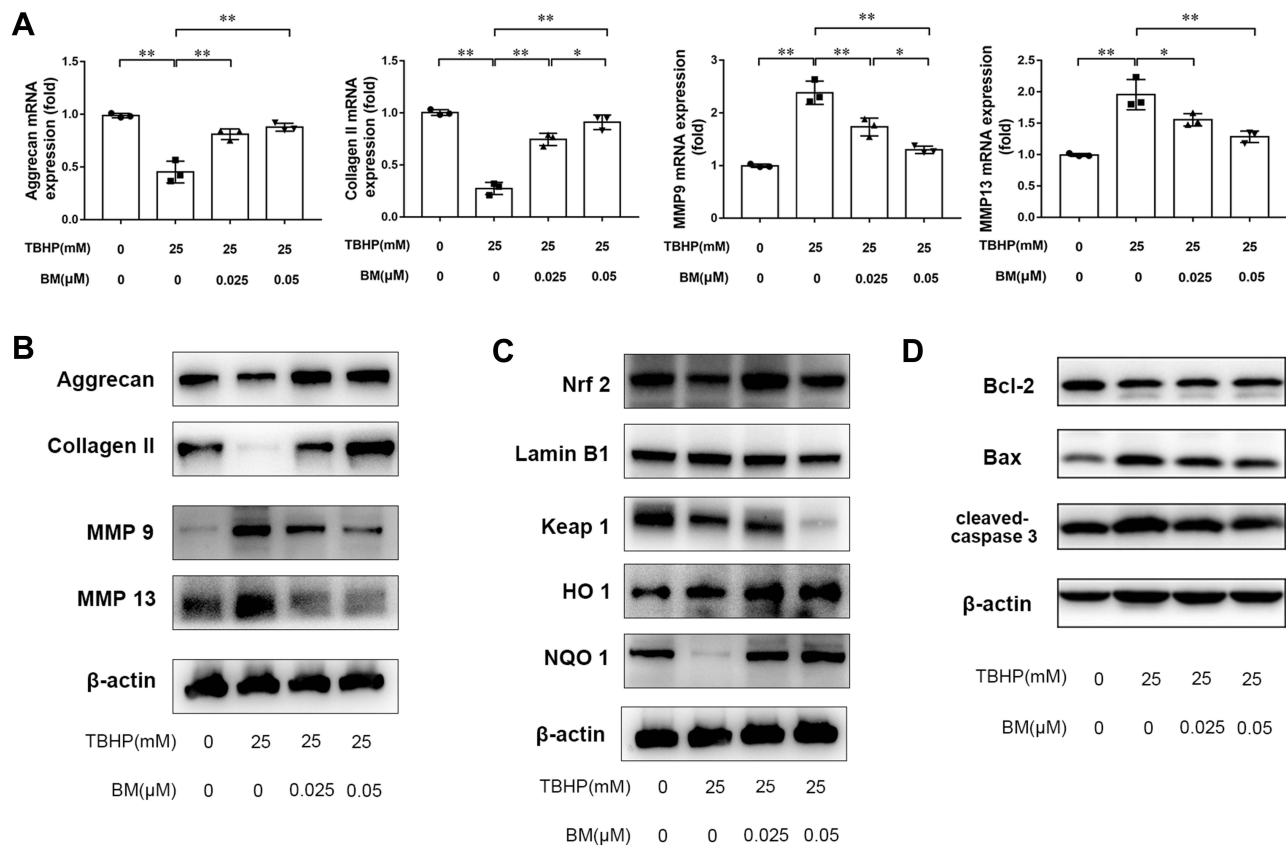 A
** 
** **
Aggrecan mRNA
expression (fold)
1.5
1.0
0.5
0.0
TBHP(mM) 0 25 25 25
BM(μM) 0 0 0.025 0.05
**
** ** *
Collagen II mRNA
expression (fold)
1.5
1.0
0.5
0.0
TBHP(mM) 0 25 25 25
BM(μM) 0 0 0.025 0.05
**
** ** *
MMP9 mRNA expression
(fold)
3
2
1
0
TBHP(mM) 0 25 25 25
BM(μM) 0 0 0.025 0.05
**
** *
MMP13 mRNA expression
(fold)
2.5
2.0
1.5
1.0
0.5
0.0
TBHP(mM) 0 25 25 25
BM(μM) 0 0 0.025 0.05
B
Aggrecan
Collagen II
MMP 9
MMP 13
β-actin
TBHP(mM) 0 25 25 25
BM(μM) 0 0 0.025 0.05
C
Nrf 2
Lamin B1
Keap 1
HO 1
NQO 1
β-actin
TBHP(mM) 0 25 25 25
BM(μM) 0 0 0.025 0.05
D
Bcl-2
Bax
cleaved-
caspase 3
β-actin
TBHP(mM) 0 25 25 25
BM(μM) 0 0 0.025 0.05